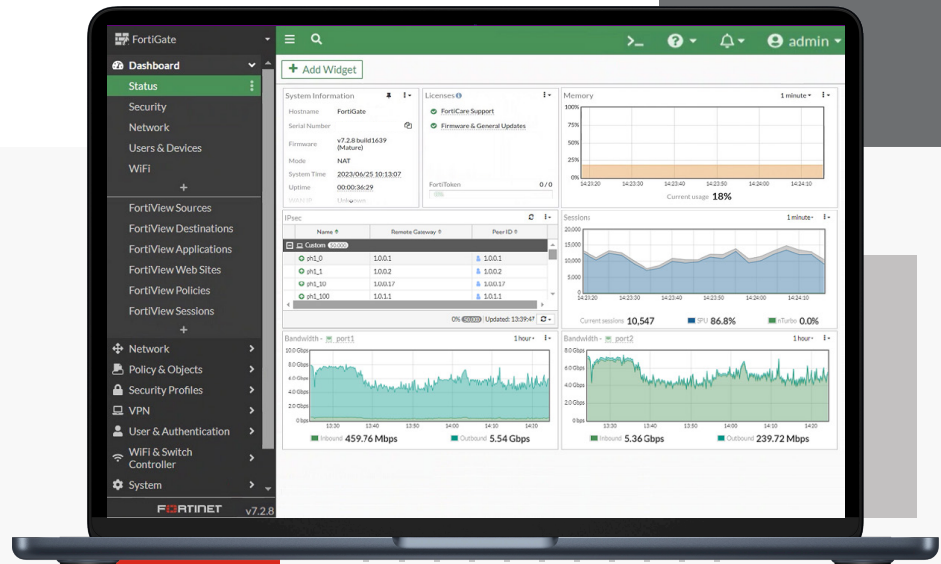 FortiGate
admin
Dashboard
Status
Security
Network
Users & Devices
WiFi
+
FortiView Sources
FortiView Destinations
FortiView Applications
FortiView Web Sites
FortiView Policies
FortiView Sessions
+
Network
Policy & Objects
Security Profiles
VPN
User & Authentication
WiFi & Switch
Controller
System
FORTINET v7.2.8
+ Add Widget
System Information
Hostname FortiGate
Serial Number
Firmware v7.2.8 build1639
(Mature)
Mode NAT
System Time 2023/06/25 10:13:07
Uptime 00:00:36:29
Licenses
FortiCare Support
Firmware & General Updates
FortiToken 0/0
0%
Memory 1 minute
100%
75%
50%
25%
0%
14:23:20 14:23:30 14:23:40 14:23:50 14:24:00 14:24:10
Current usage 18%
IPsec
Name Remote Gateway Peer ID
Custom 50,000
ph1_0 1.0.0.1 1.0.0.1
ph1_1 1.0.0.2 1.0.0.2
ph1_10 1.0.0.17 1.0.0.17
ph1_100 1.0.1.1 1.0.1.1
0% 50,000 Updated: 13:39:47
Sessions 1 minute
20,000
15,000
10,000
5,000
0
14:23:20 14:23:30 14:23:40 14:23:50 14:24:00 14:24:10
Current sessions 10,547 SPU 86.8% nTurbo 0.0%
Bandwidth - port1 1 hour
10.0 Gbps
8.0 Gbps
6.0 Gbps
4.0 Gbps
2.0 Gbps
0 bps
13:30 13:40 13:50 14:00 14:10 14:20
Inbound 459.76 Mbps Outbound 5.54 Gbps
Bandwidth - port2 1 hour
8.0 Gbps
6.0 Gbps
4.0 Gbps
2.0 Gbps
0 bps
13:30 13:40 13:50 14:00 14:10 14:20
Inbound 5.36 Gbps Outbound 239.72 Mbps